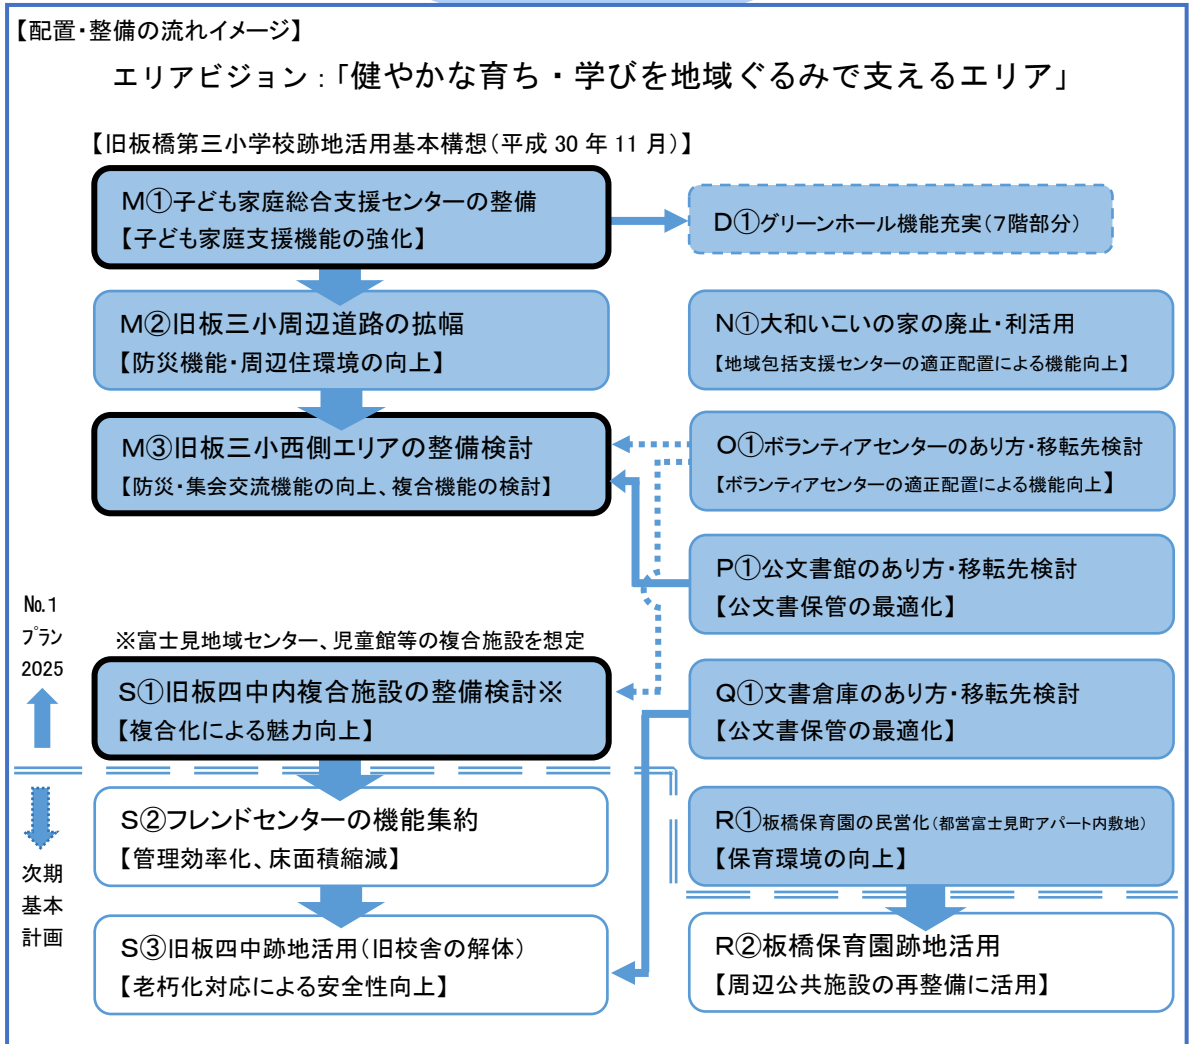 【配置・整備の流れイメージ】
エリアビジョン：「健やかな育ち・学びを地域ぐるみで支えるエリア」
【旧板橋第三小学校跡地活用基本構想（平成 30 年 11 月）】
M①子ども家庭総合支援センターの整備
【子ども家庭支援機能の強化】
D①グリーンホール機能充実（7階部分）
M②旧板三小周辺道路の拡幅
【防災機能・周辺住環境の向上】
N①大和いこいの家の廃止・利活用
【地域包括支援センターの適正配置による機能向上】
M③旧板三小西側エリアの整備検討
【防災・集会交流機能の向上、複合機能の検討】
O①ボランティアセンターのあり方・移転先検討
【ボランティアセンターの適正配置による機能向上】
P①公文書館のあり方・移転先検討
【公文書保管の最適化】
№1
プラン
2025
※富士見地域センター、児童館等の複合施設を想定
S①旧板四中内複合施設の整備検討※
【複合化による魅力向上】
Q①文書倉庫のあり方・移転先検討
【公文書保管の最適化】
S②フレンドセンターの機能集約
【管理効率化、床面積縮減】
R①板橋保育園の民営化（都営富士見町アパート内敷地）
【保育環境の向上】
次期
基本
計画
S③旧板四中跡地活用（旧校舎の解体）
【老朽化対応による安全性向上】
R②板橋保育園跡地活用
【周辺公共施設の再整備に活用】